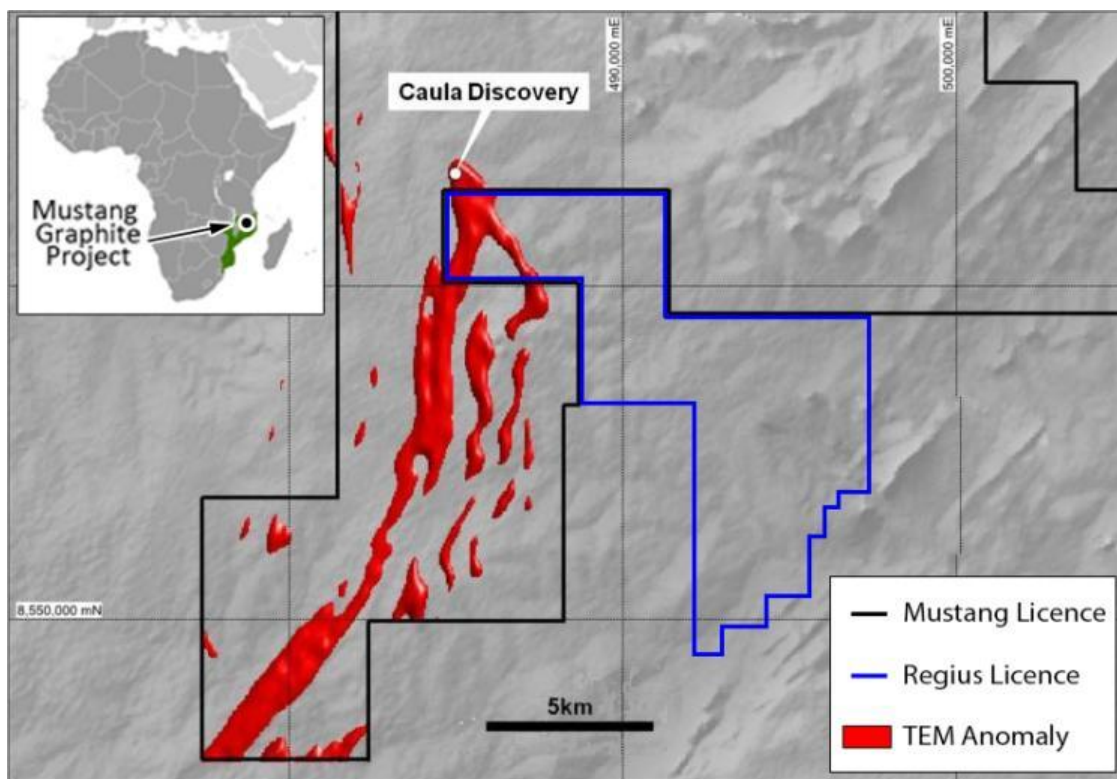 Mustang
Graphite
Project
Caula Discovery
490,000 mE
500,000 mE
8,550,000 mN
5km
Mustang Licence
Regius Licence
TEM Anomaly